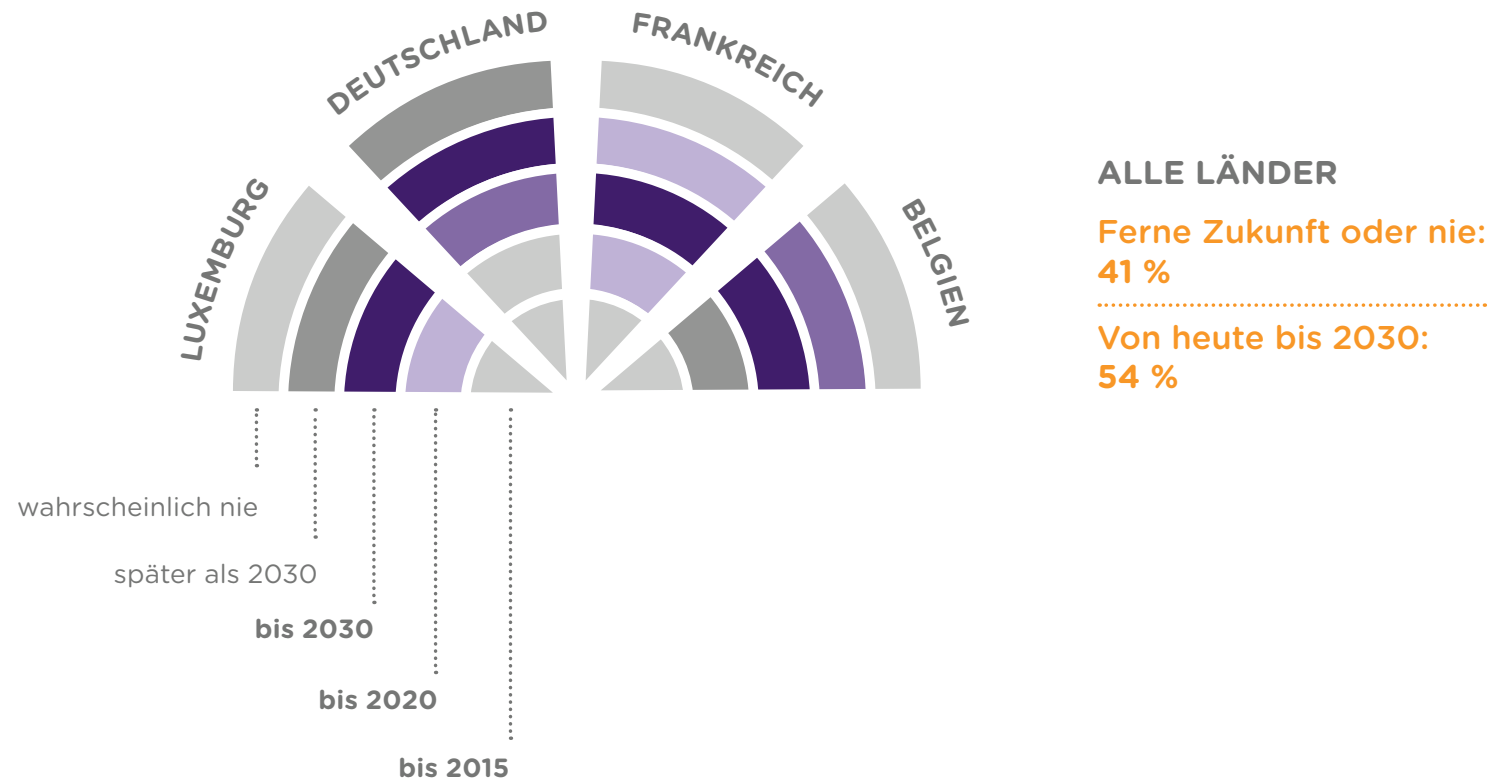 LUXEMBURG
DEUTSCHLAND
FRANKREICH
BELGIEN
wahrscheinlich nie
später als 2030
bis 2030
bis 2020
bis 2015
ALLE LÄNDER
Ferne Zukunft oder nie:
41 %
Von heute bis 2030:
54 %